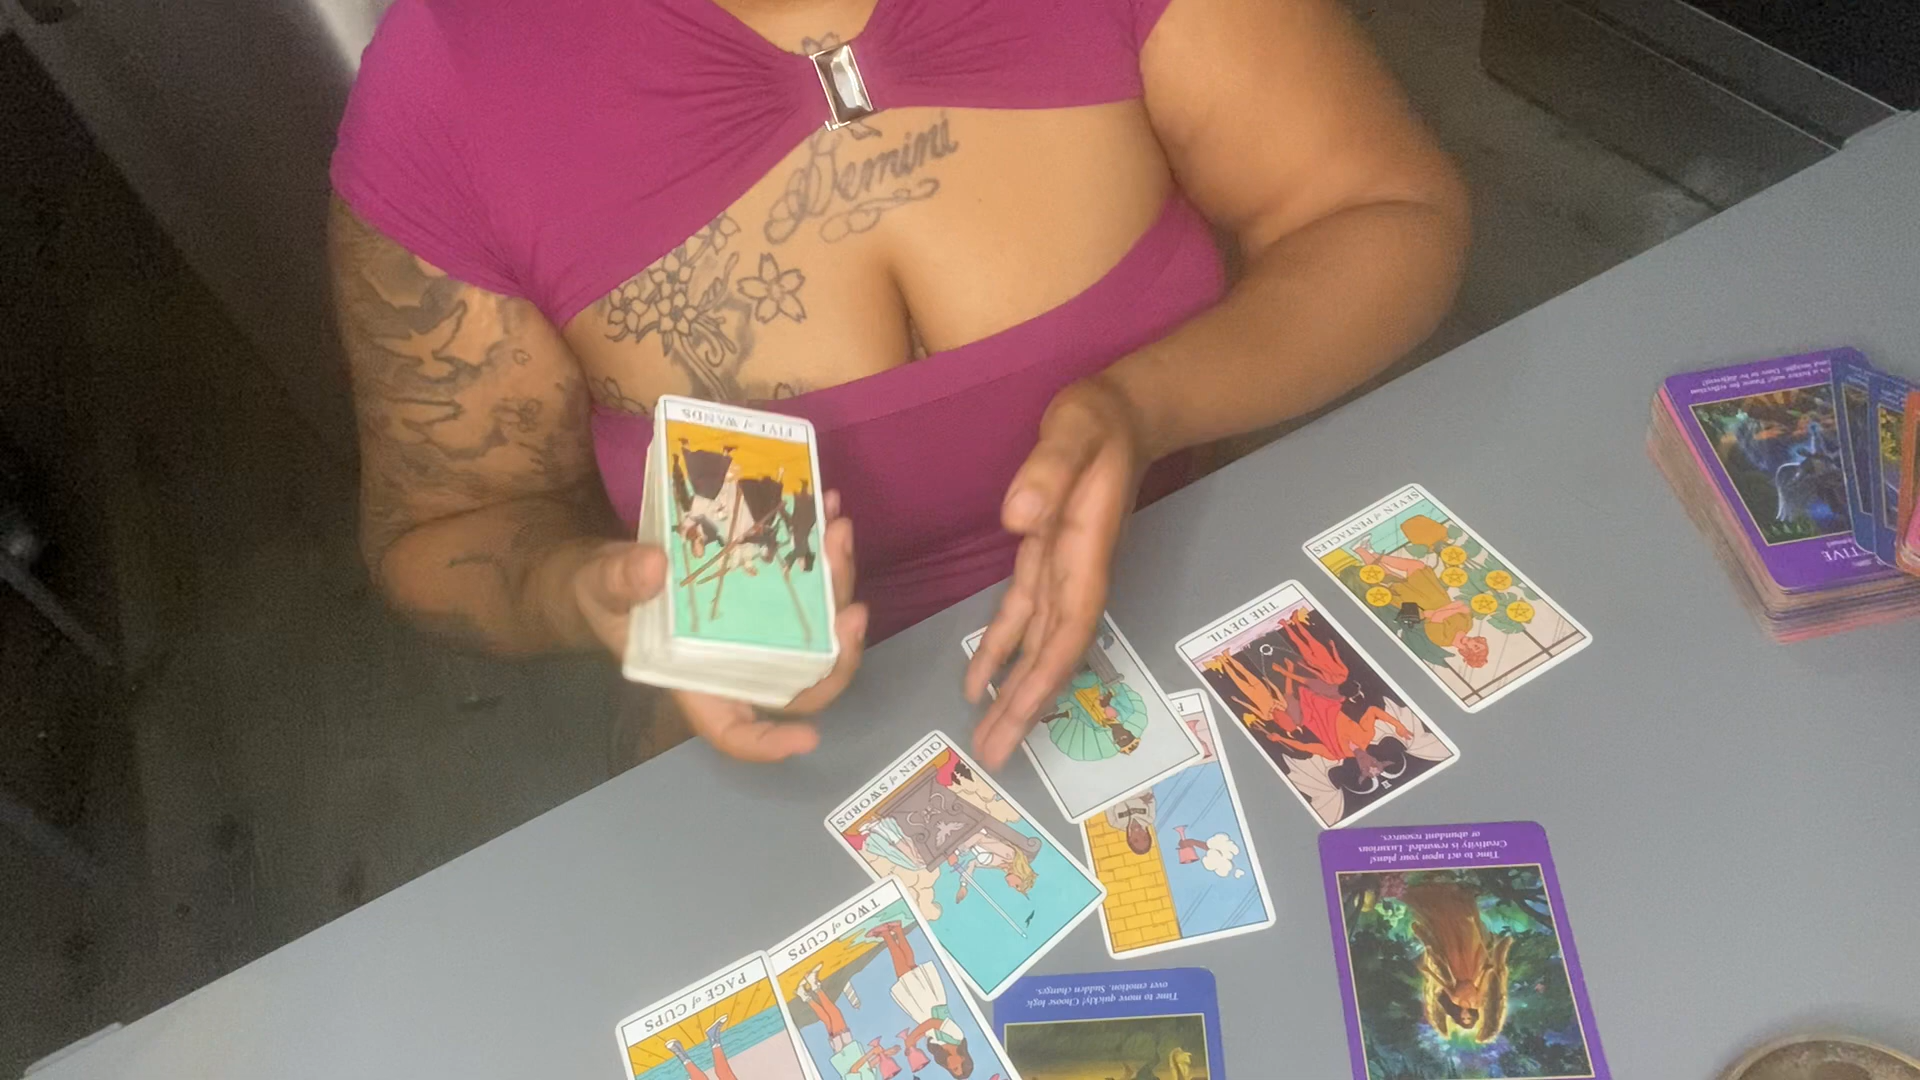 Gemini
FIVE of WANDS
SEVEN of PENTACLES
THE DEVIL
QUEEN of SWORDS
TWO of CUPS
PAGE of CUPS
Time to act upon your plans!
Creativity is rewarded. Luxurious
or abundant resources.
Time to move quickly! Choose logic
over emotion. Sudden changes.